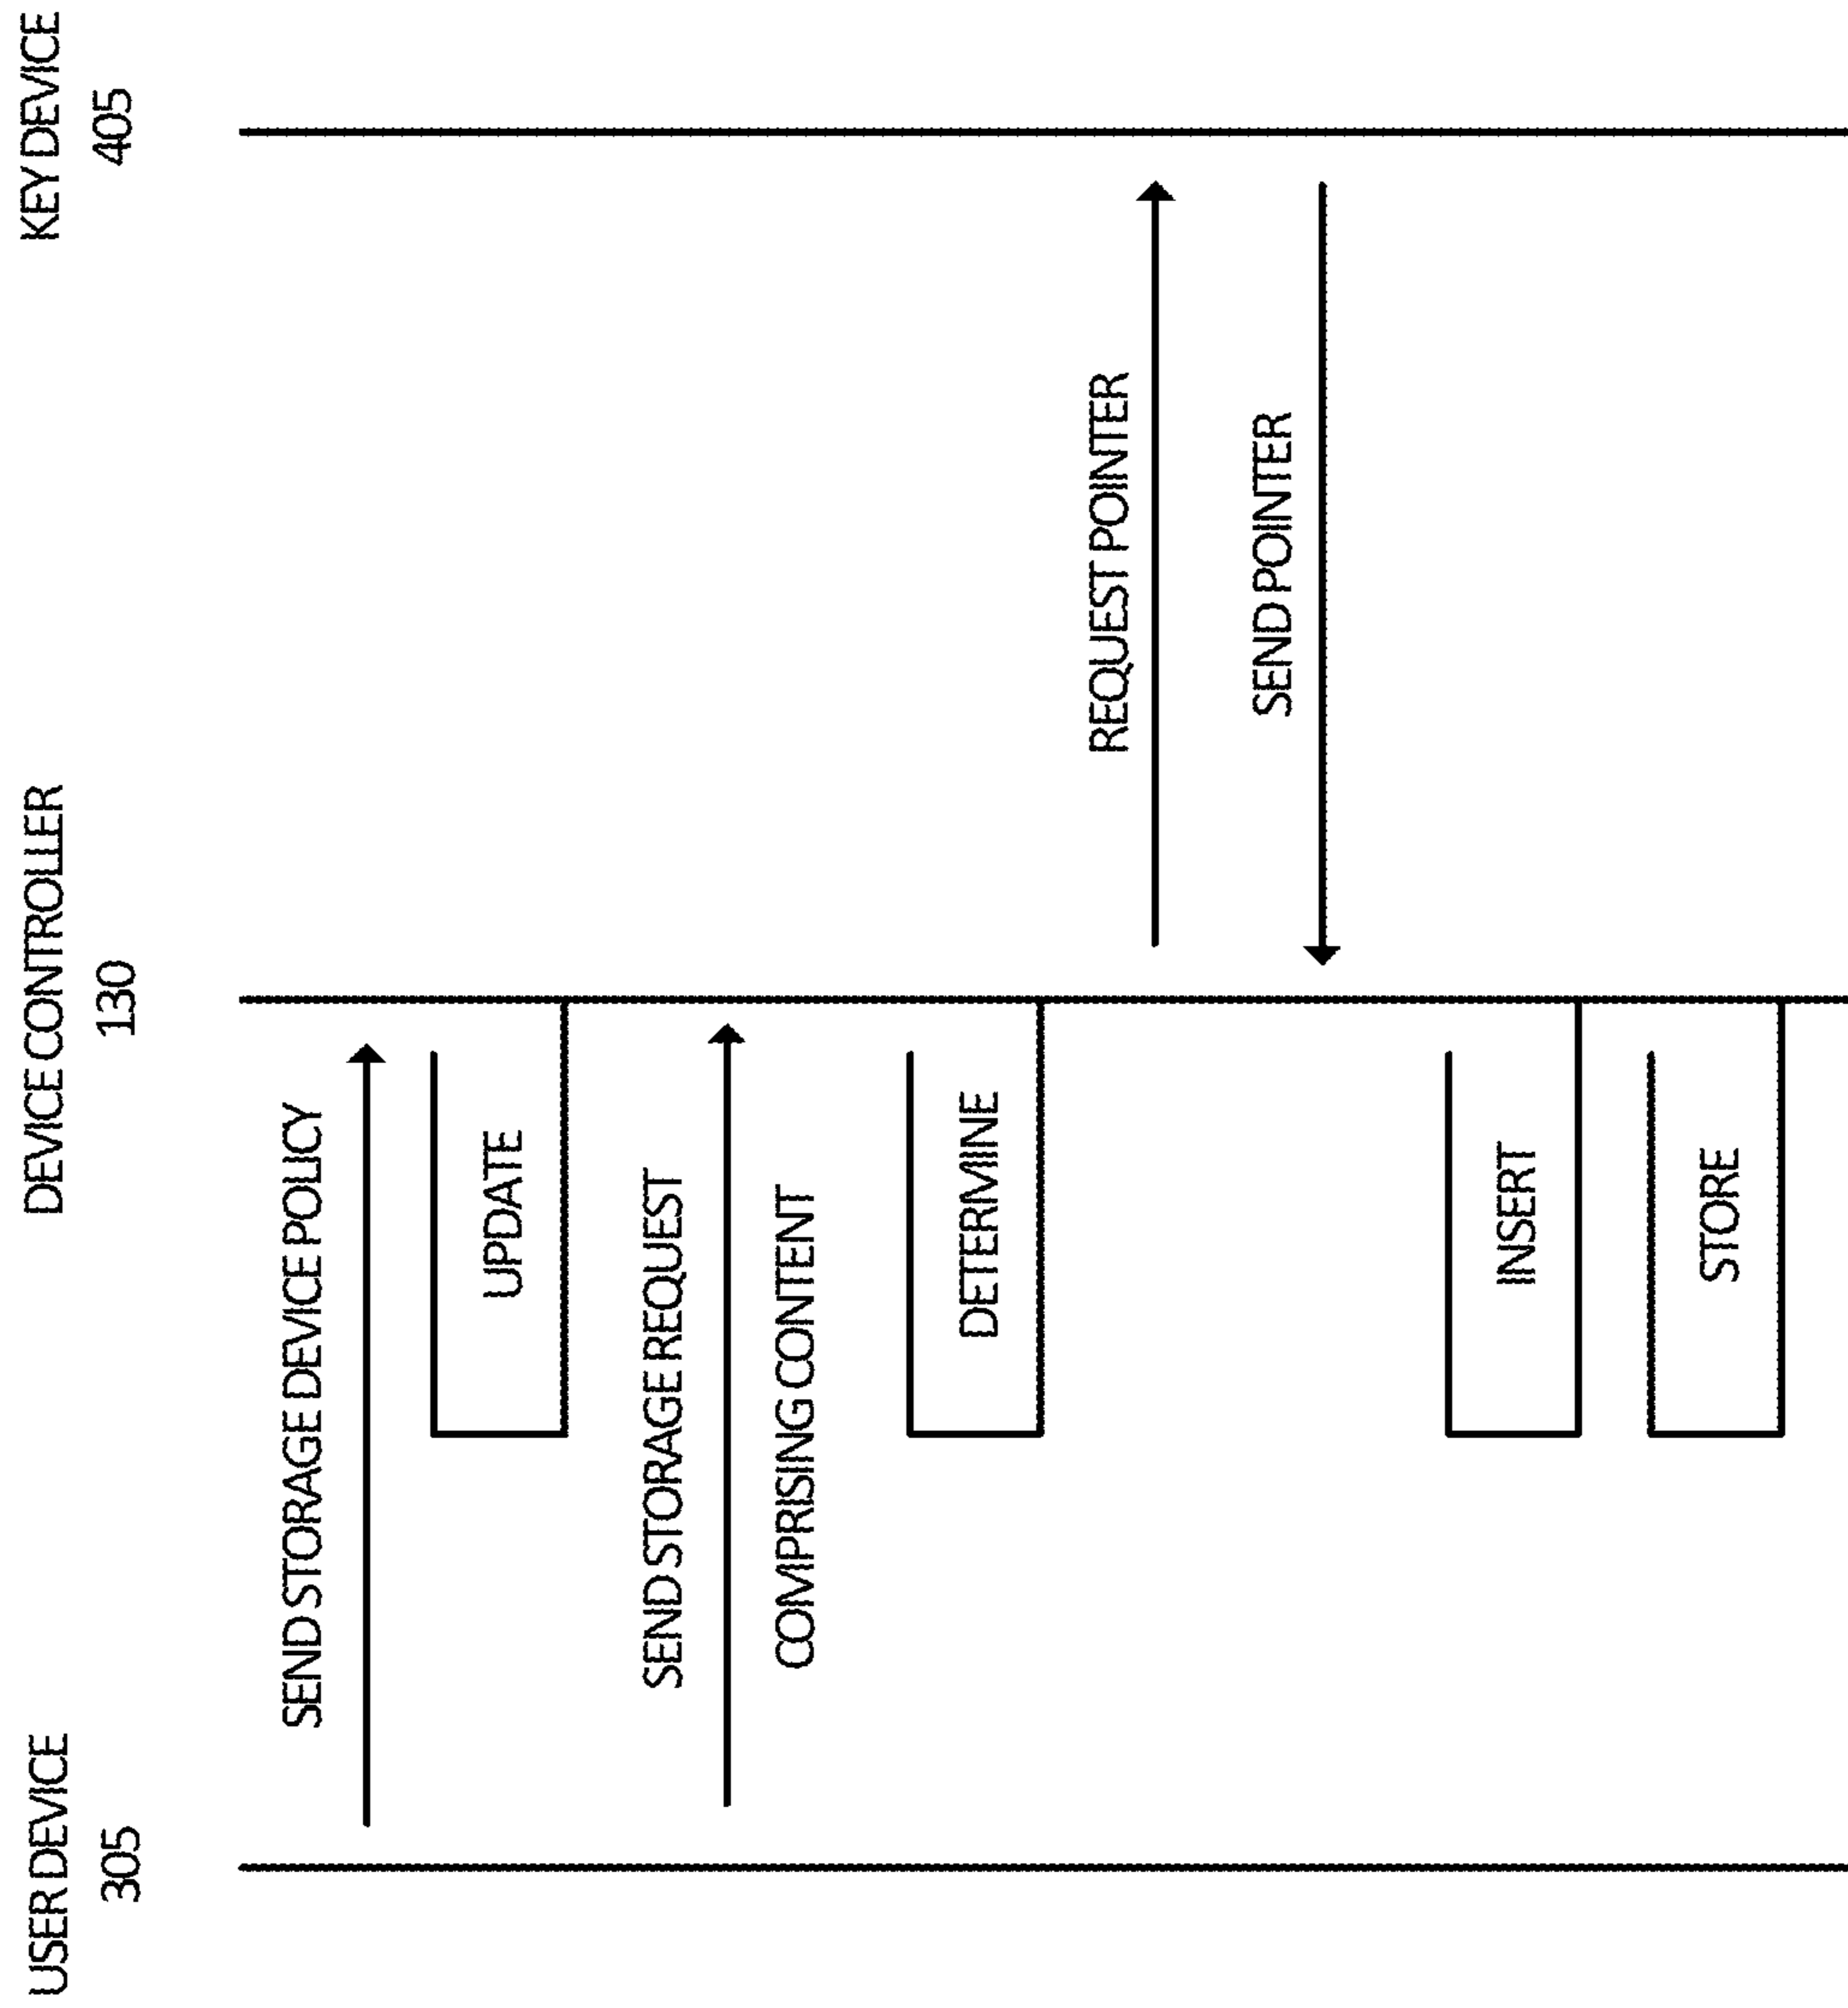 USER DEVICE
305
DEVICE CONTROLLER
130
KEY DEVICE
405
SEND STORAGE DEVICE POLICY
UPDATE
SEND STORAGE REQUEST
COMPRISING CONTENT
DETERMINE
REQUEST POINTER
SEND POINTER
INSERT
STORE